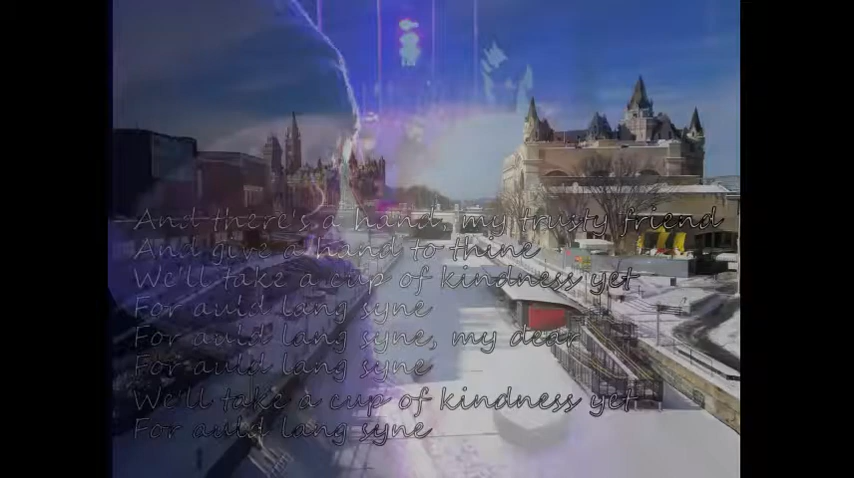 And there's a hand, my trusty friend
And give a hand to thine
We'll take a cup of kindness yet
For auld lang syne
For auld lang syne, my dear
For auld lang syne
We'll take a cup of kindness yet
For auld lang syne